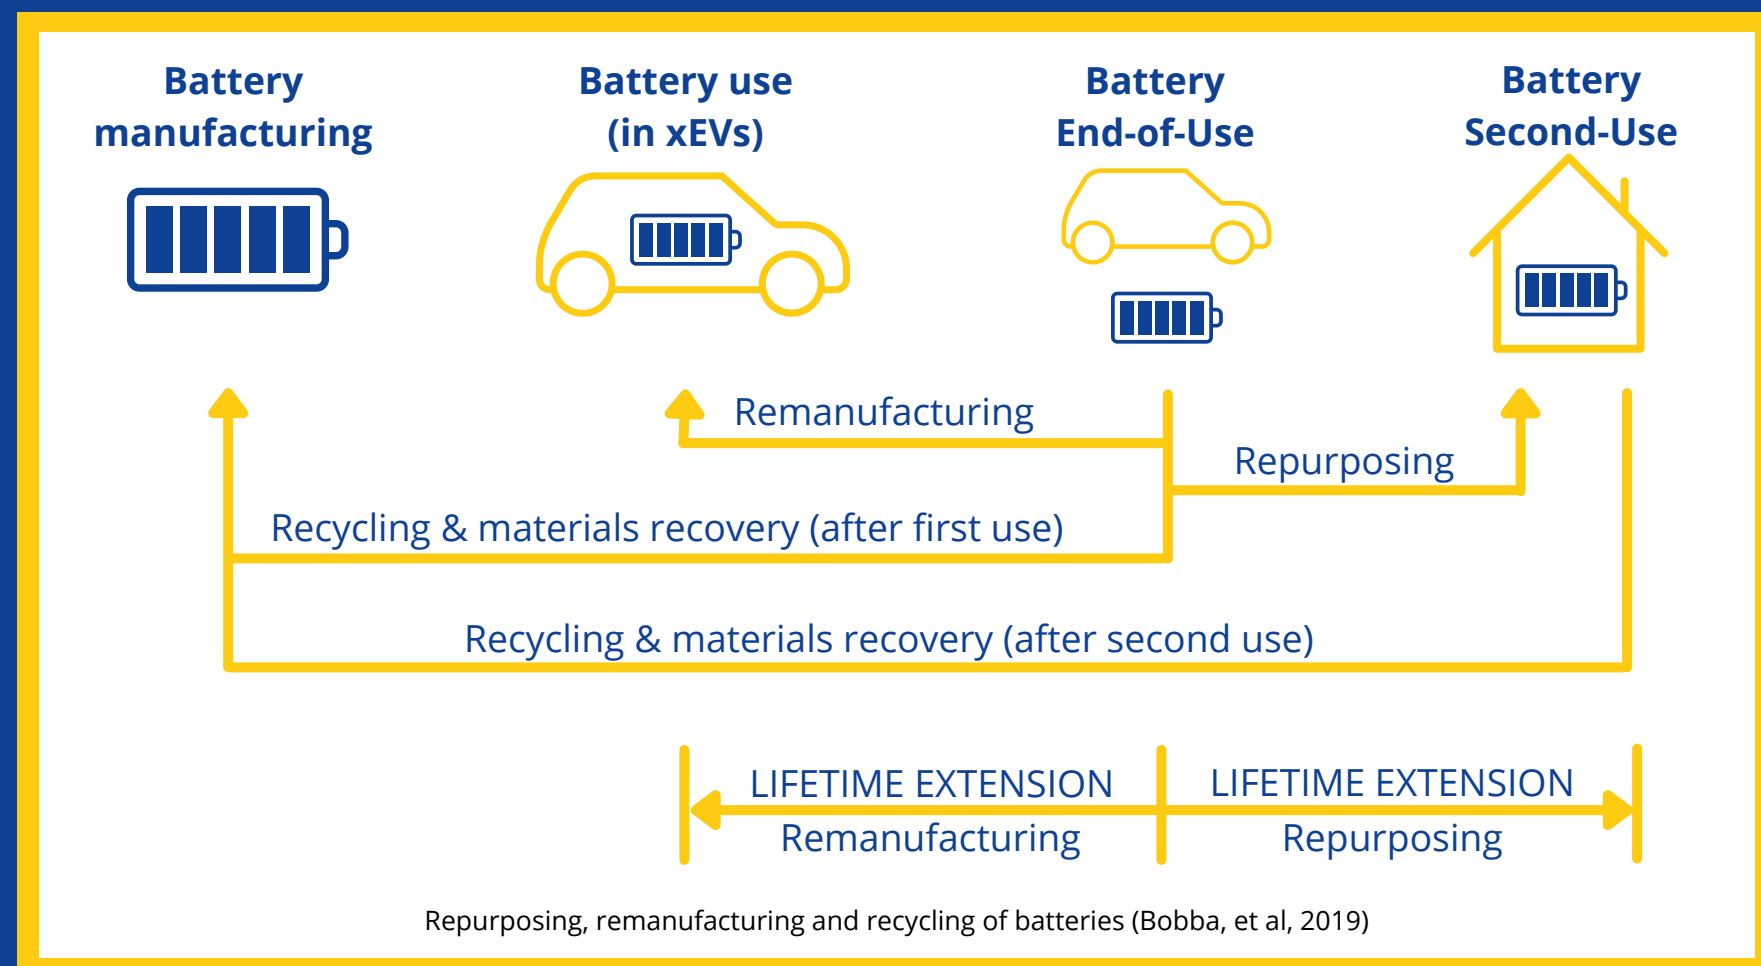 Battery
manufacturing
Battery use
(in xEVs)
Battery
End-of-Use
Battery
Second-Use
Remanufacturing
Repurposing
Recycling & materials recovery (after first use)
Recycling & materials recovery (after second use)
LIFETIME EXTENSION
Remanufacturing
LIFETIME EXTENSION
Repurposing
Repurposing, remanufacturing and recycling of batteries (Bobba, et al, 2019)